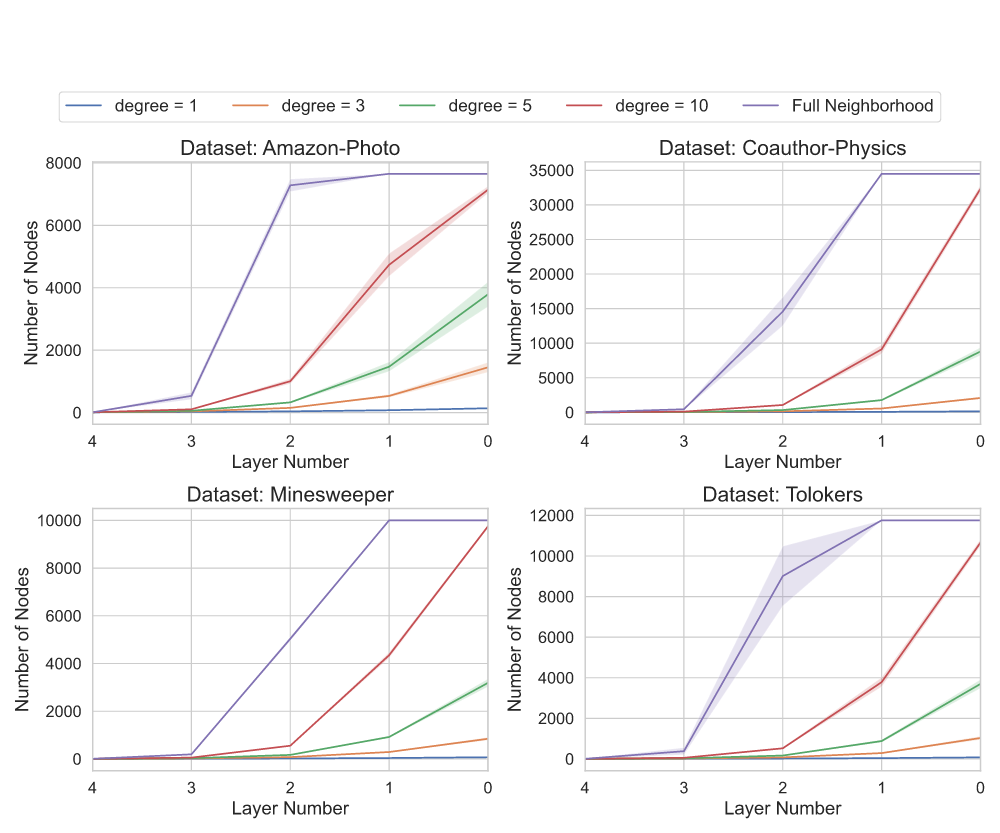 degree = 1 degree = 3 degree = 5 degree = 10 Full Neighborhood
Dataset: Amazon-Photo
Number of Nodes
8000
6000
4000
2000
0
4 3 2 1 0
Layer Number
Dataset: Coauthor-Physics
Number of Nodes
35000
30000
25000
20000
15000
10000
5000
0
4 3 2 1 0
Layer Number
Dataset: Minesweeper
Number of Nodes
10000
8000
6000
4000
2000
0
4 3 2 1 0
Layer Number
Dataset: Tolokers
Number of Nodes
12000
10000
8000
6000
4000
2000
0
4 3 2 1 0
Layer Number